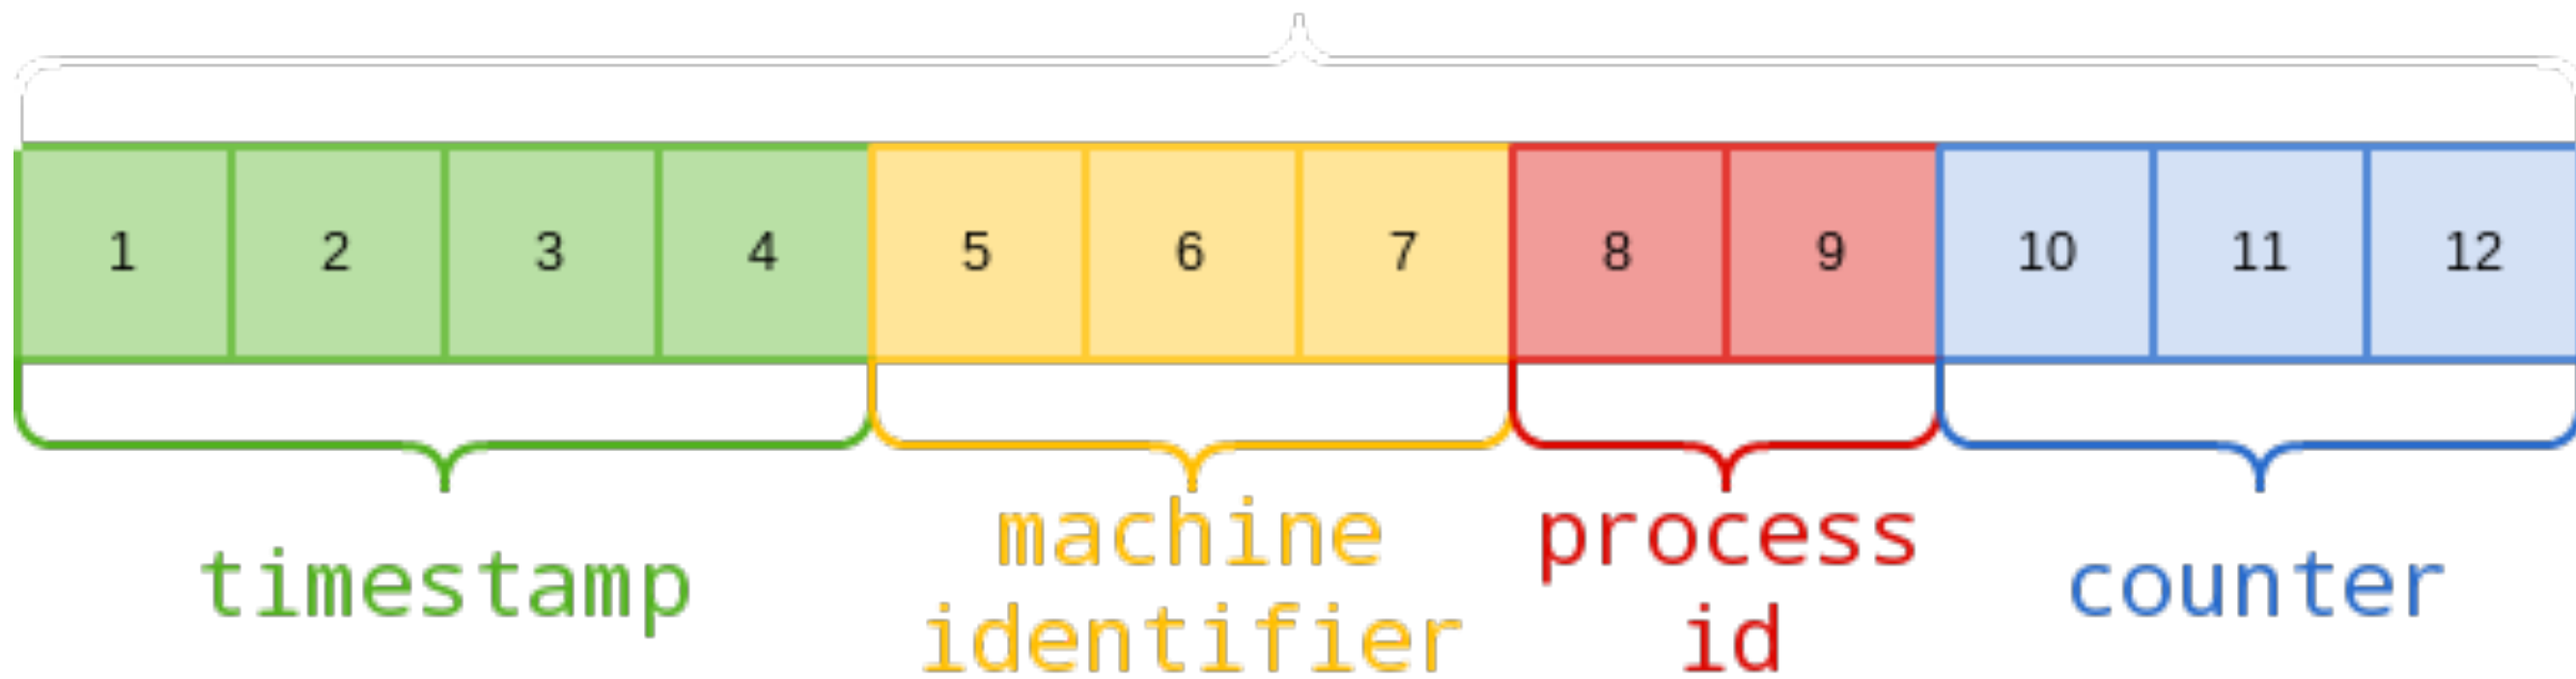 1 2 3 4 5 6 7 8 9 10 11 12
timestamp
machine
identifier
process
id
counter